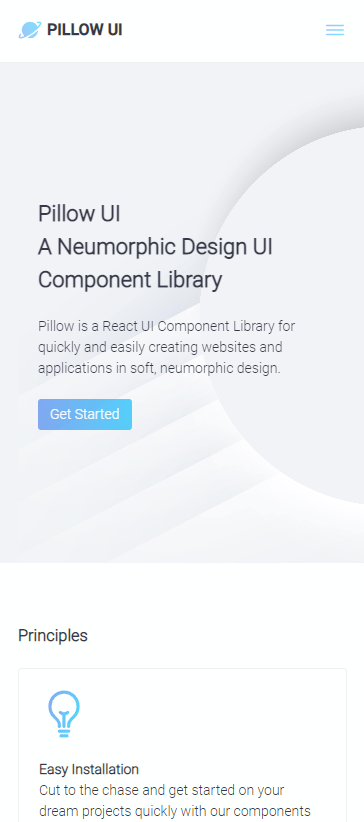 PILLOW UI
Pillow UI
A Neumorphic Design UI
Component Library
Pillow is a React UI Component Library for
quickly and easily creating websites and
applications in soft, neumorphic design.
Get Started
Principles
Easy Installation
Cut to the chase and get started on your
dream projects quickly with our components